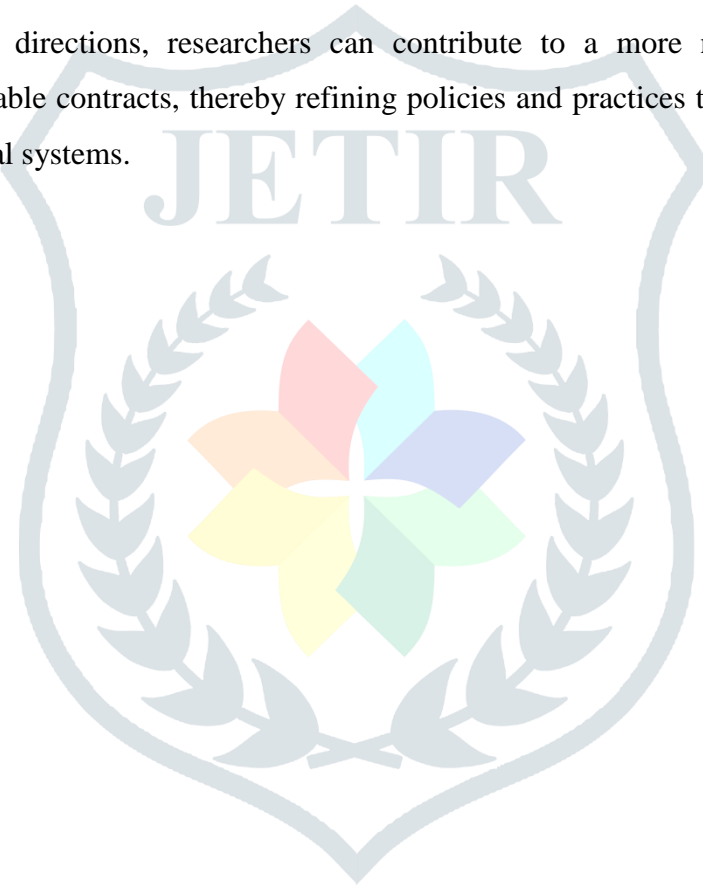 directions, researchers can contribute to a more
able contracts, thereby refining policies and practices
al systems.
JETIR